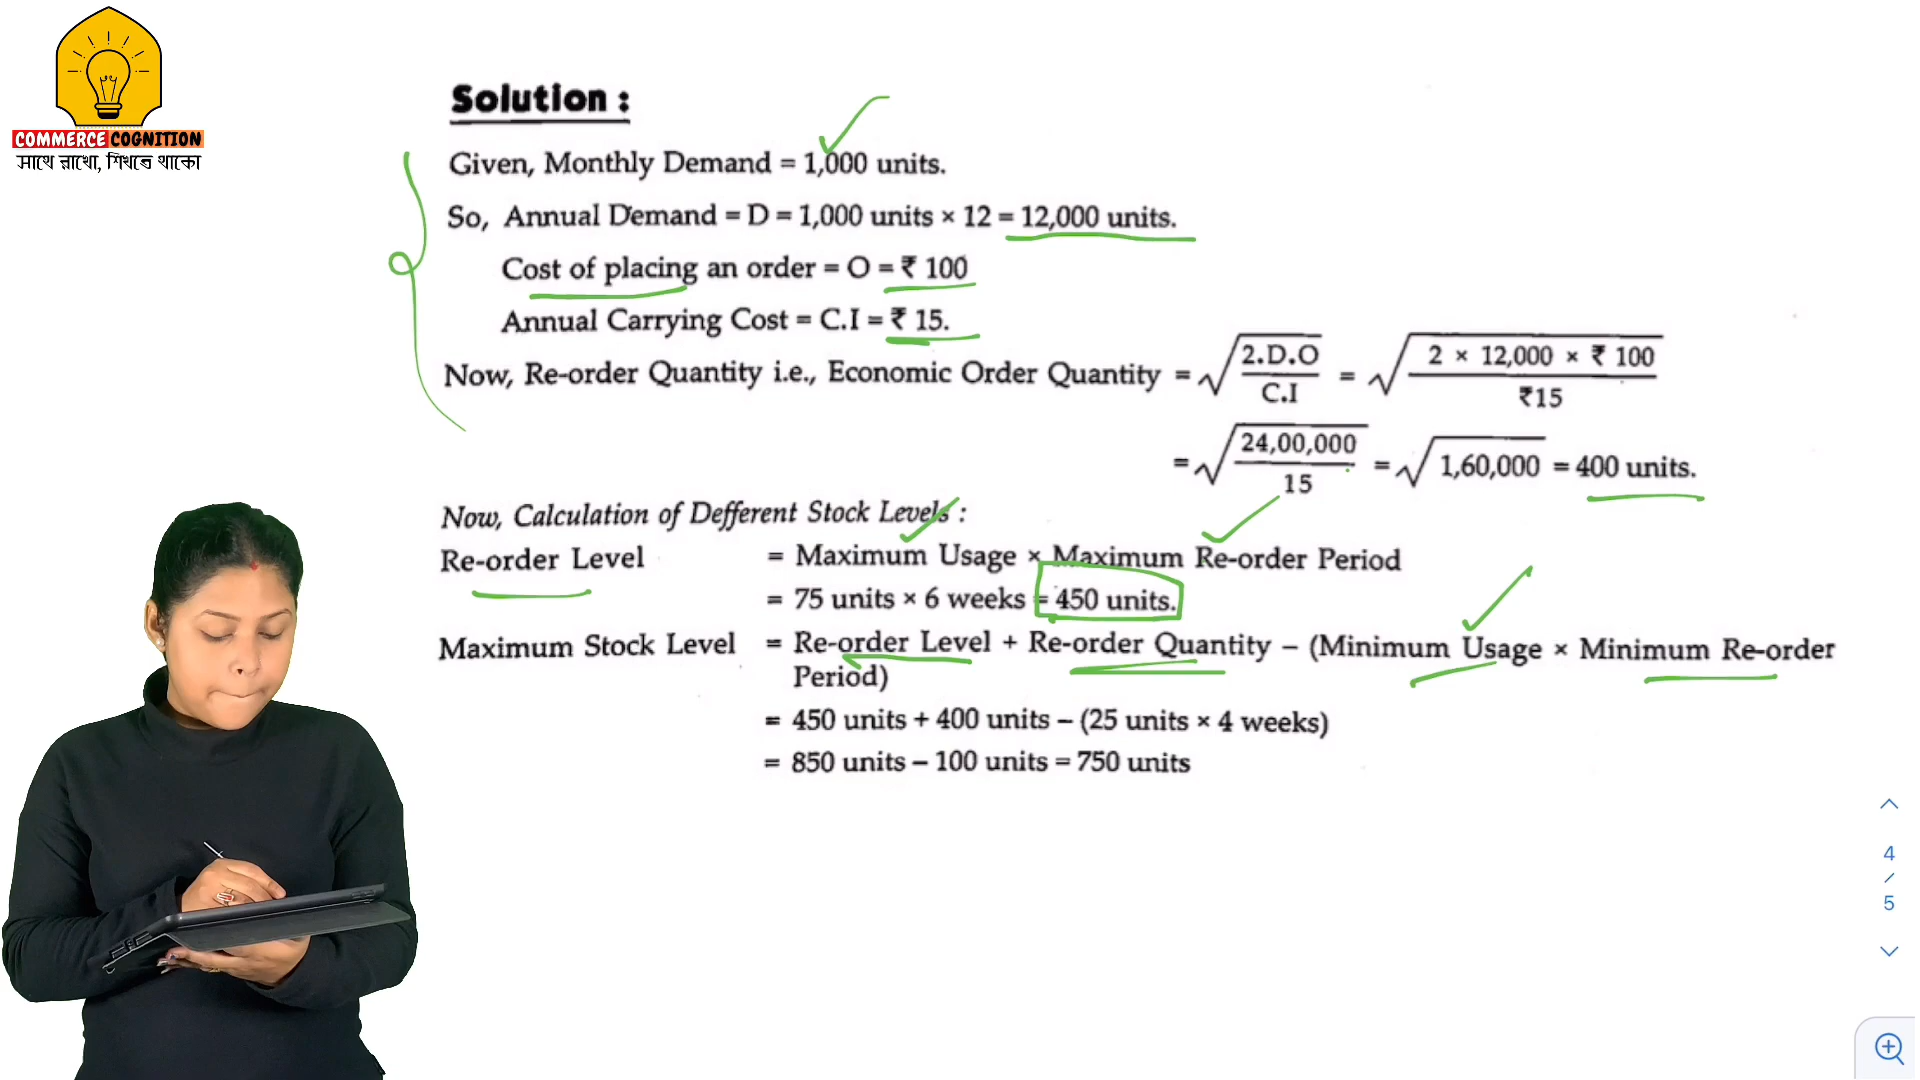 COMMERCE COGNITION
সাথে রাখো, শিখতে থাকো
Solution :
Given, Monthly Demand = 1,000 units.
So, Annual Demand = D = 1,000 units × 12 = 12,000 units.
Cost of placing an order = O = ₹ 100
Annual Carrying Cost = C.I = ₹ 15.
Now, Re-order Quantity i.e., Economic Order Quantity = √(2.D.O / C.I) = √(2 × 12,000 × ₹ 100 / ₹15)
= √(24,00,000 / 15) = √1,60,000 = 400 units.
Now, Calculation of Defferent Stock Levels :
Re-order Level = Maximum Usage × Maximum Re-order Period
= 75 units × 6 weeks = 450 units.
Maximum Stock Level = Re-order Level + Re-order Quantity – (Minimum Usage × Minimum Re-order
Period)
= 450 units + 400 units – (25 units × 4 weeks)
= 850 units – 100 units = 750 units
4
/
5